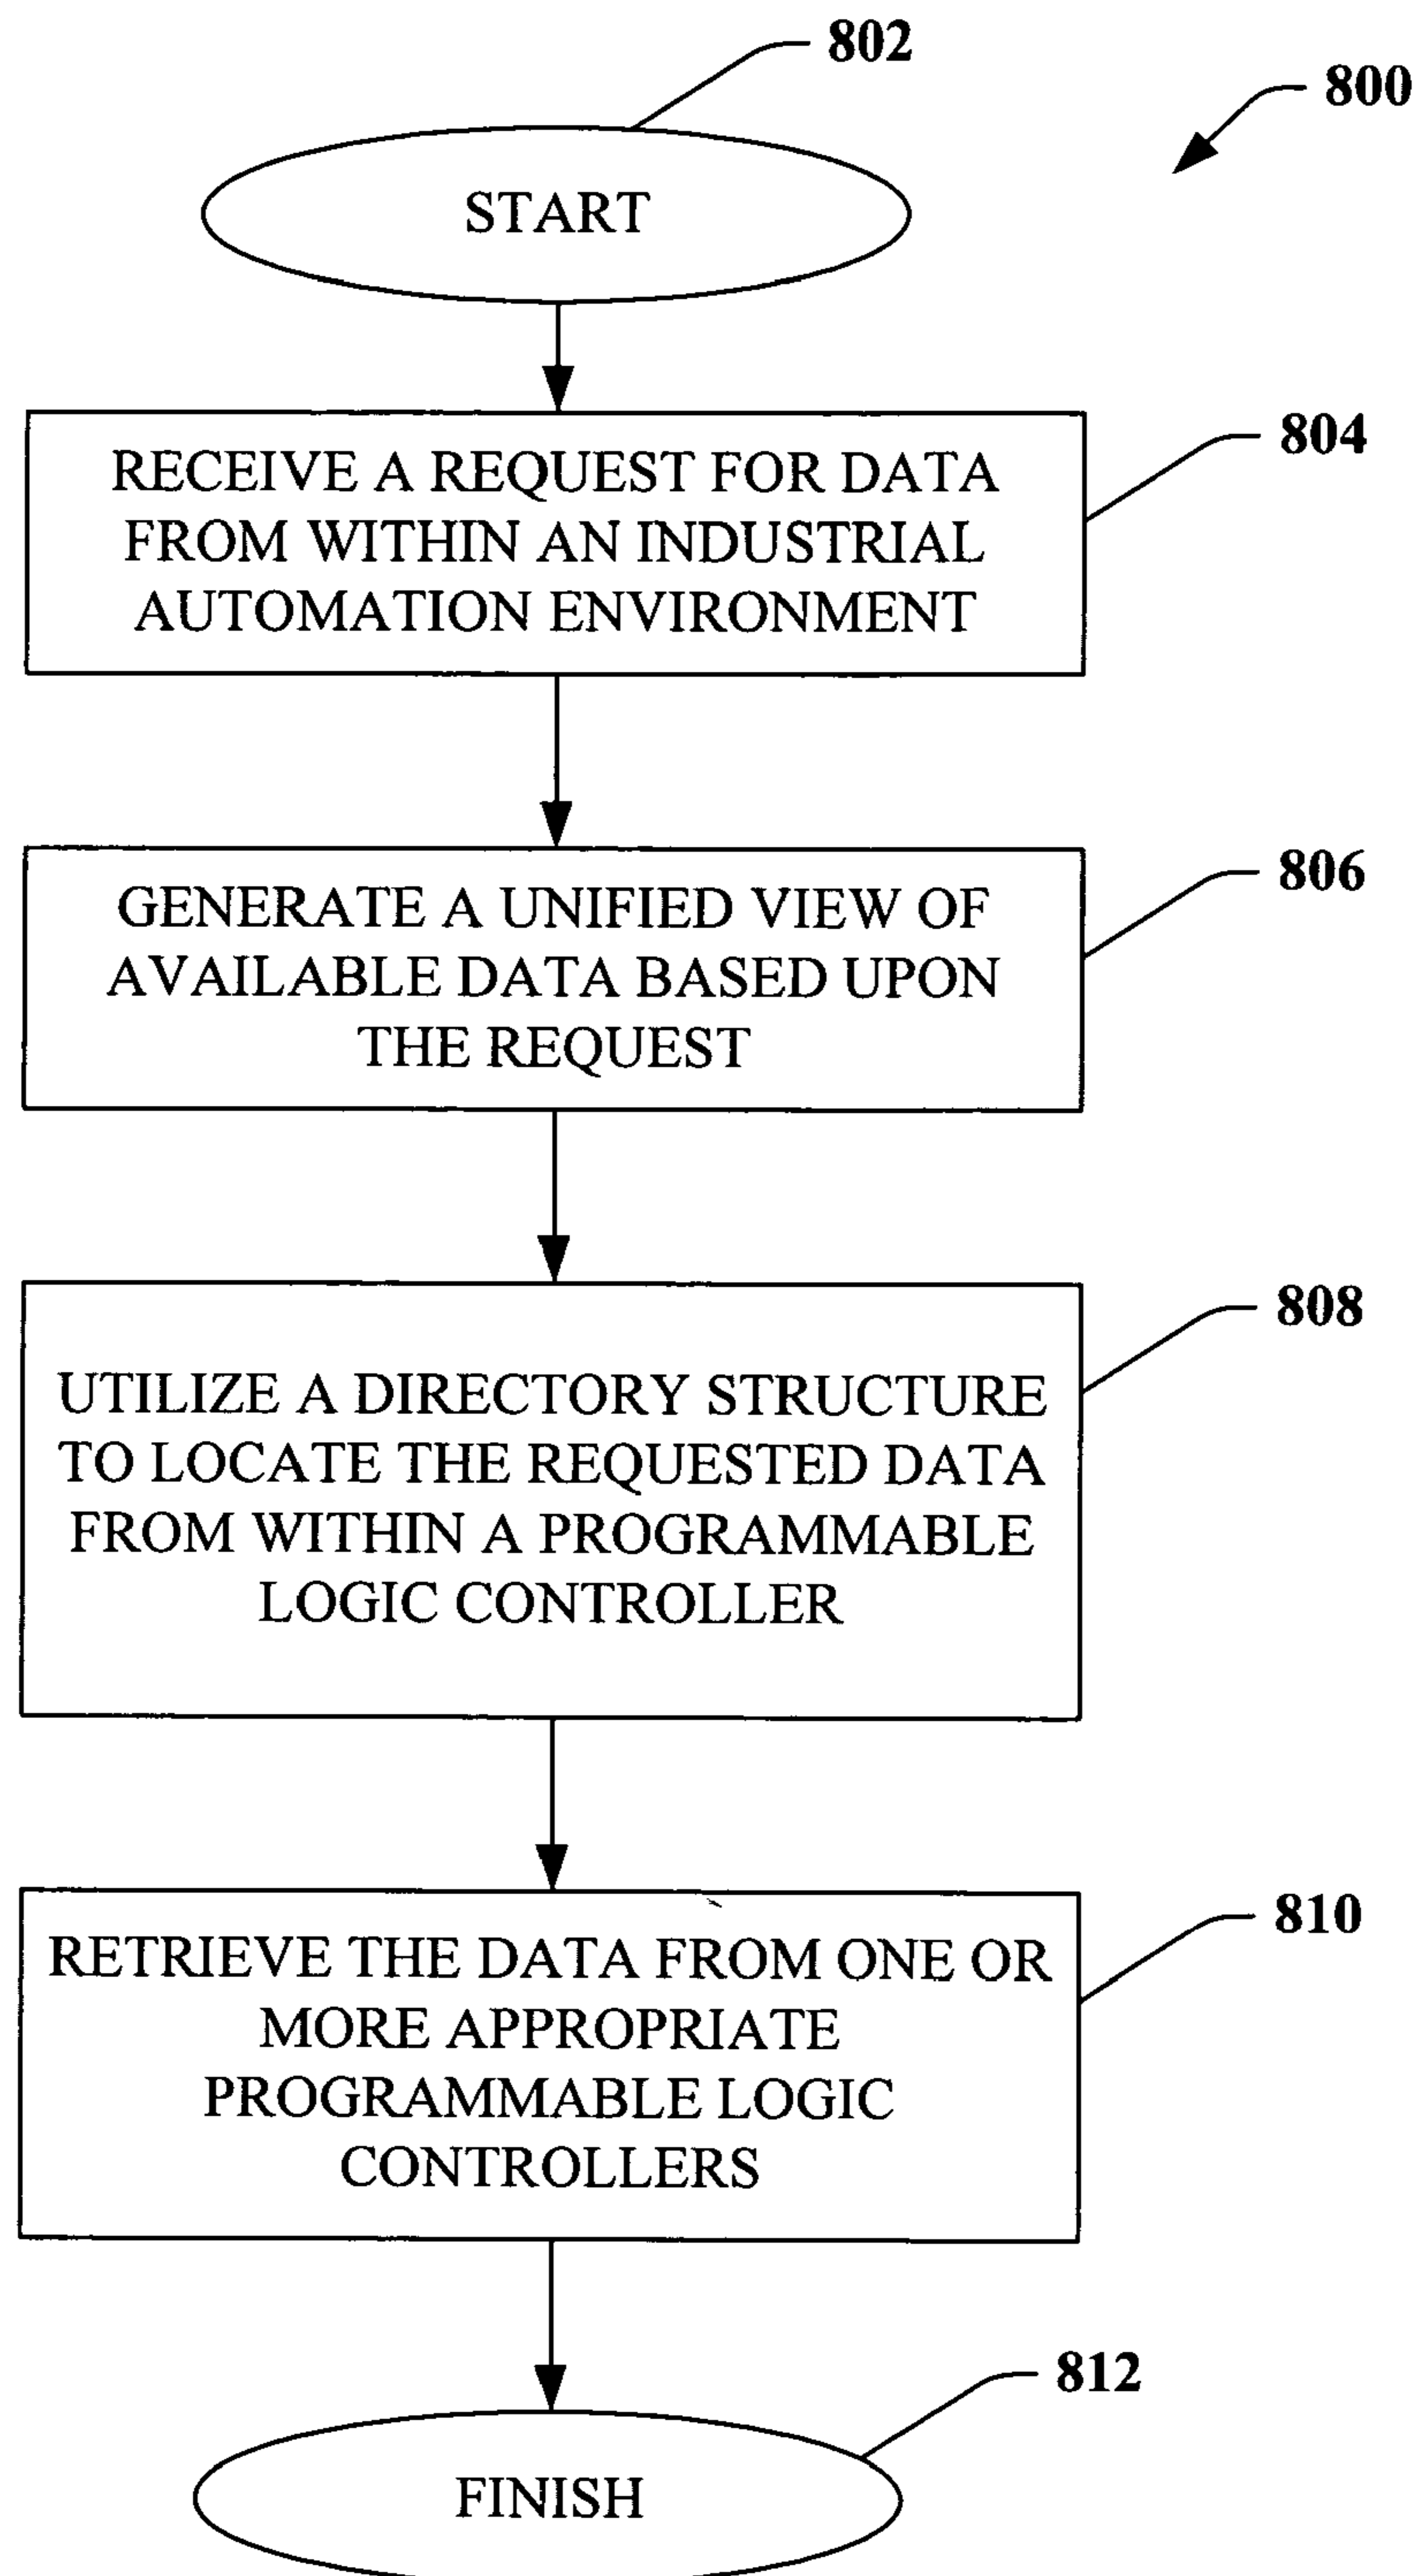 802
800
START
RECEIVE A REQUEST FOR DATA
FROM WITHIN AN INDUSTRIAL
AUTOMATION ENVIRONMENT
804
GENERATE A UNIFIED VIEW OF
AVAILABLE DATA BASED UPON
THE REQUEST
806
UTILIZE A DIRECTORY STRUCTURE
TO LOCATE THE REQUESTED DATA
FROM WITHIN A PROGRAMMABLE
LOGIC CONTROLLER
808
RETRIEVE THE DATA FROM ONE OR
MORE APPROPRIATE
PROGRAMMABLE LOGIC
CONTROLLERS
810
812
FINISH